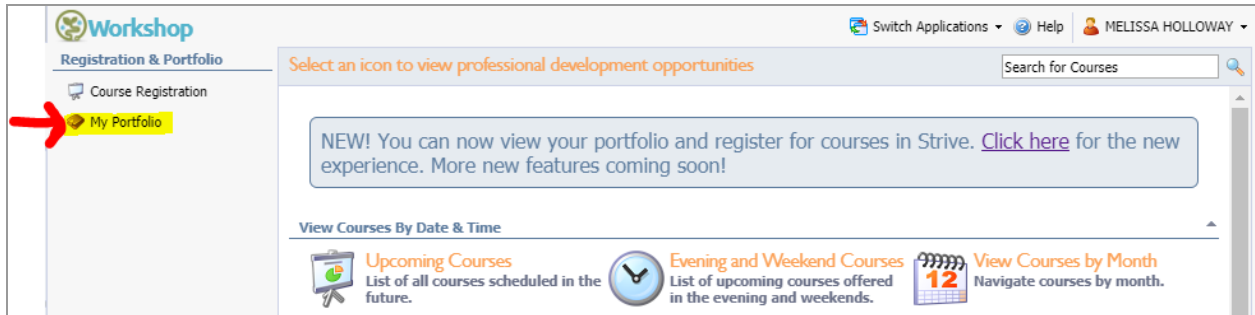 Workshop
Switch Applications
Help
MELISSA HOLLOWAY
Registration & Portfolio
Select an icon to view professional development opportunities
Search for Courses
Course Registration
My Portfolio
NEW! You can now view your portfolio and register for courses in Strive. Click here for the new
experience. More new features coming soon!
View Courses By Date & Time
Upcoming Courses
List of all courses scheduled in the
future.
Evening and Weekend Courses
List of upcoming courses offered
in the evening and weekends.
12
View Courses by Month
Navigate courses by month.